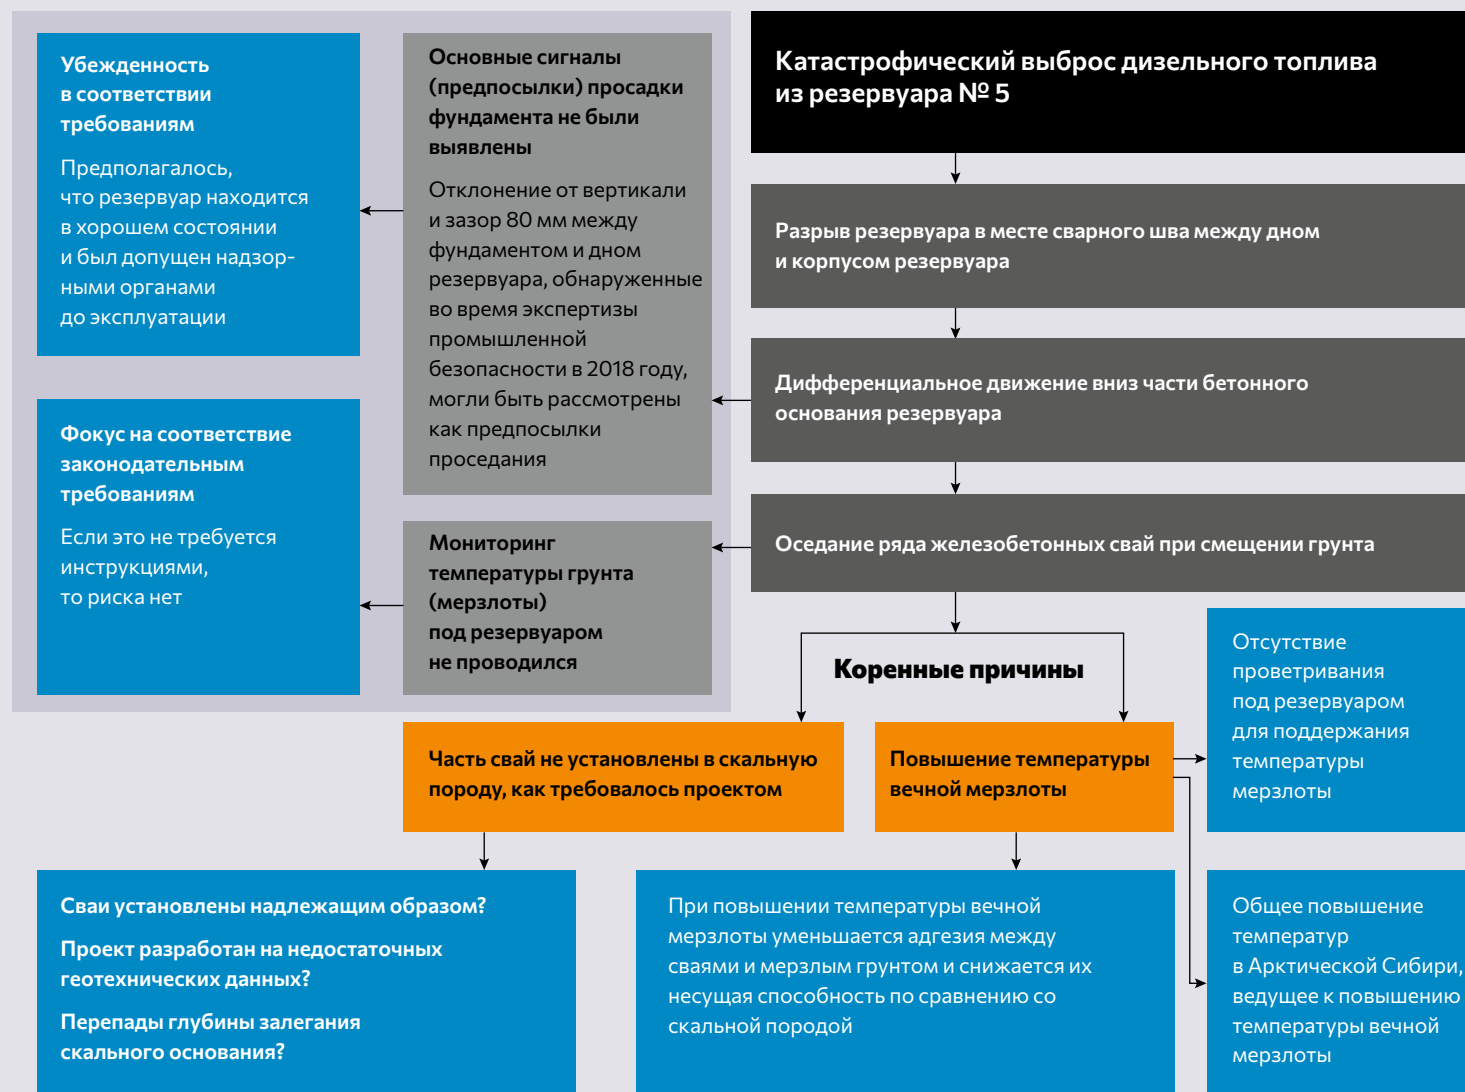 Убежденность
в соответствии
требованиям
Предполагалось,
что резервуар находится
в хорошем состоянии
и был допущен надзор-
ными органами
до эксплуатации
Основные сигналы
(предпосылки) просадки
фундамента не были
выявлены
Отклонение от вертикали
и зазор 80 мм между
фундаментом и дном
резервуара, обнаруженные
во время экспертизы
промышленной
безопасности в 2018 году,
могли быть рассмотрены
как предпосылки
проседания
Катастрофический выброс дизельного топлива
из резервуара № 5
Разрыв резервуара в месте сварного шва между дном
и корпусом резервуара
Дифференциальное движение вниз части бетонного
основания резервуара
Фокус на соответствие
законодательным
требованиям
Если это не требуется
инструкциями,
то риска нет
Мониторинг
температуры грунта
(мерзлоты)
под резервуаром
не проводился
Оседание ряда железобетонных свай при смещении грунта
Коренные причины
Часть свай не установлены в скальную
породу, как требовалось проектом
Повышение температуры
вечной мерзлоты
Отсутствие
проветривания
под резервуаром
для поддержания
температуры
мерзлоты
Сваи установлены надлежащим образом?
Проект разработан на недостаточных
геотехнических данных?
Перепады глубины залегания
скального основания?
При повышении температуры вечной
мерзлоты уменьшается адгезия между
сваями и мерзлым грунтом и снижается их
несущая способность по сравнению со
скальной породой
Общее повышение
температур
в Арктической Сибири,
ведущее к повышению
температуры вечной
мерзлоты